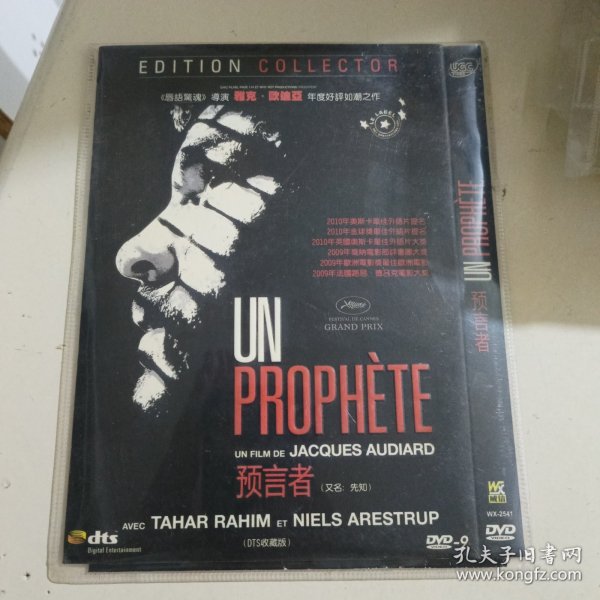 EDITION COLLECTOR
《唇語驚魂》導演 雅克·歐迪亞 年度好評如潮之作
2010年奧斯卡最佳外語片提名
2010年金球獎最佳外語片提名
2010年英國奧斯卡最佳外語片大獎
2009年戛納電影節評審團大獎
2009年歐洲電影獎最佳歐洲電影
2009年法國路易·德呂克電影大獎
FESTIVAL DE CANNES
GRAND PRIX
UN
PROPHÈTE
UN FILM DE JACQUES AUDIARD
预言者 (又名: 先知)
AVEC TAHAR RAHIM ET NIELS ARESTRUP
(DTS收藏版)
dts
Digital Entertainment
DVD-9
VIDEO
UGC
UN PROPHÈTE
预言者
WX-2541
DVD
VIDEO
孔夫子旧书网
www.kongfz.com